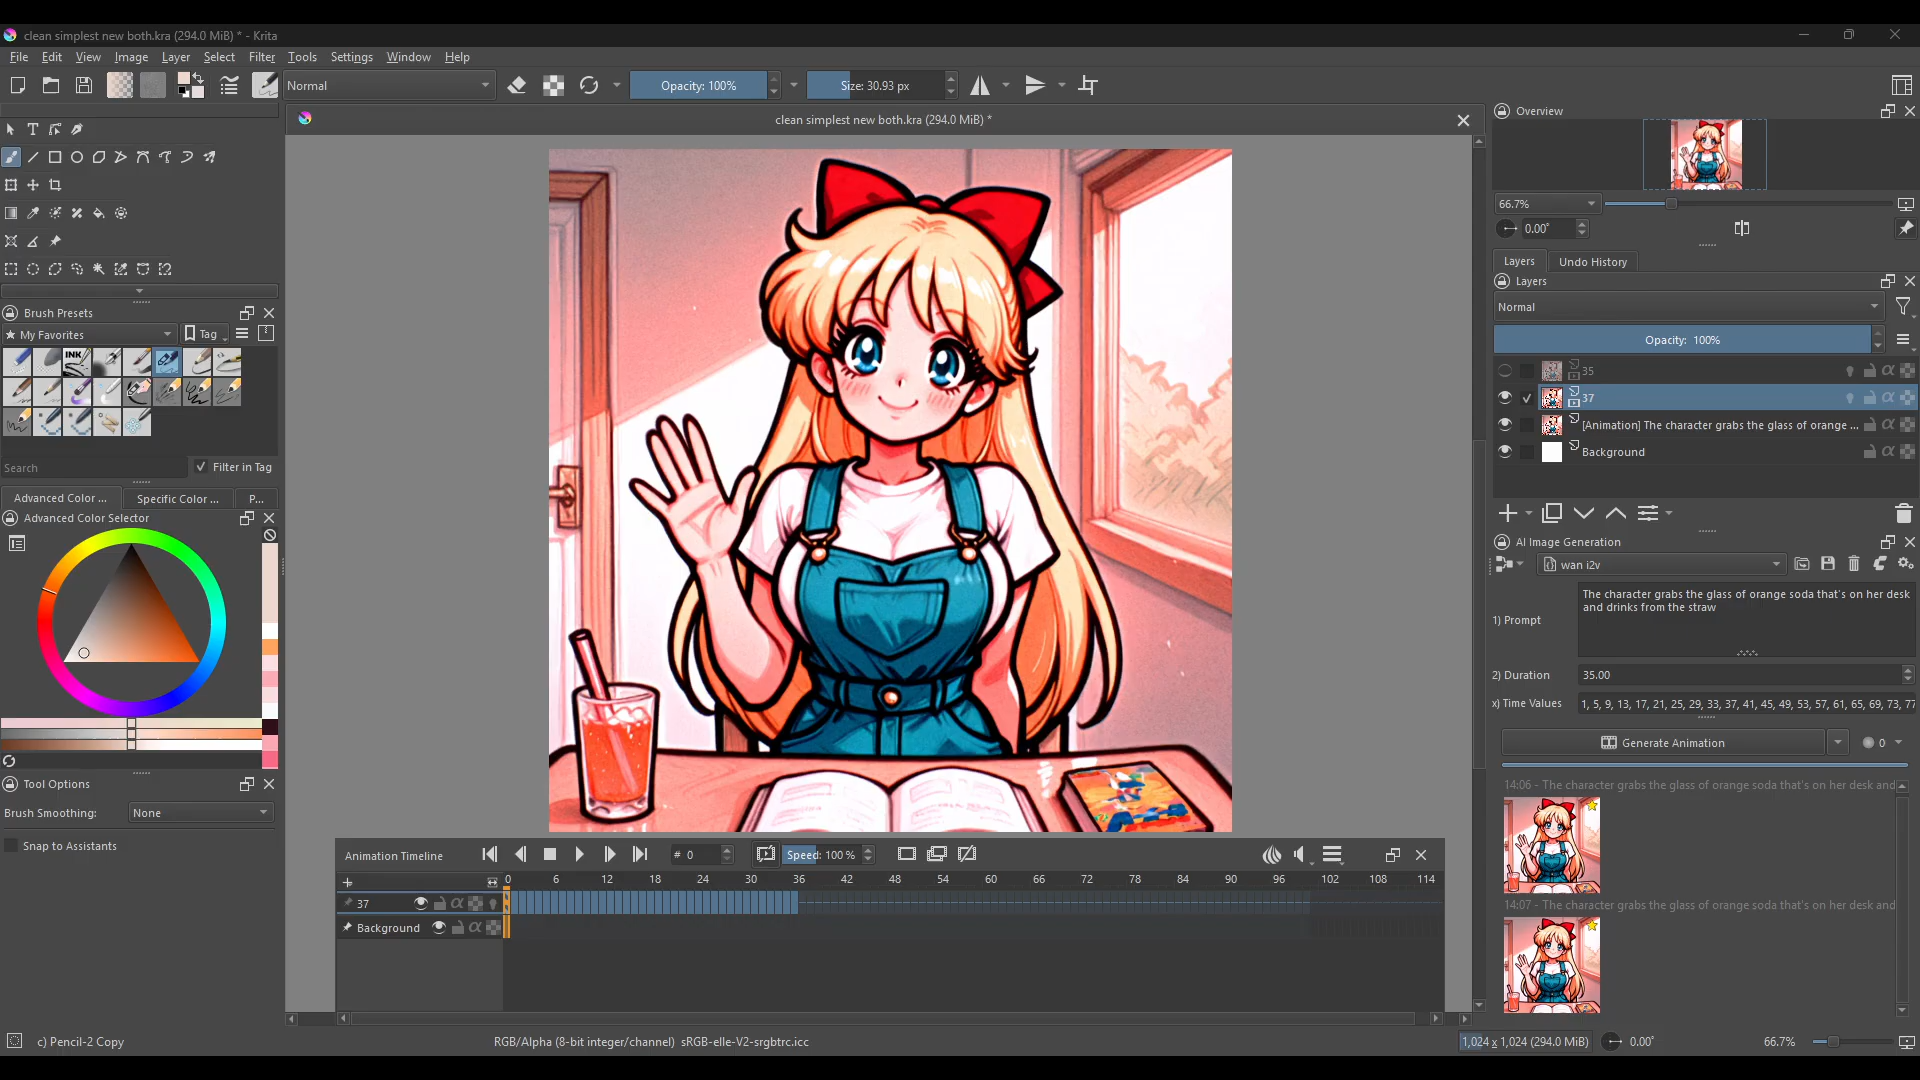 clean simplest new both.kra (294.0 MiB) * - Krita
File Edit View Image Layer Select Filter Tools Settings Window Help
Normal
Opacity: 100%
Size: 30.93 px
clean simplest new both.kra (294.0 MiB) *
Overview
66.7%
0.00°
Layers Undo History
Layers
Normal
Opacity: 100%
35
37
[Animation] The character grabs the glass of orange ...
Background
Brush Presets
My Favorites
Tag
INK
Search
Filter in Tag
Advanced Color ... Specific Color ... P...
Advanced Color Selector
Tool Options
Brush Smoothing: None
Snap to Assistants
AI Image Generation
wan i2v
1) Prompt
The character grabs the glass of orange soda that's on her desk
and drinks from the straw
2) Duration 35.00
x) Time Values 1, 5, 9, 13, 17, 21, 25, 29, 33, 37, 41, 45, 49, 53, 57, 61, 65, 69, 73, 77
Generate Animation
0
14:06 - The character grabs the glass of orange soda that's on her desk and
14:07 - The character grabs the glass of orange soda that's on her desk and
Animation Timeline
# 0
Speed: 100 %
0 6 12 18 24 30 36 42 48 54 60 66 72 78 84 90 96 102 108 114
37
Background
c) Pencil-2 Copy
RGB/Alpha (8-bit integer/channel) sRGB-elle-V2-srgbtrc.icc
1,024 x 1,024 (294.0 MiB)
0.00°
66.7%